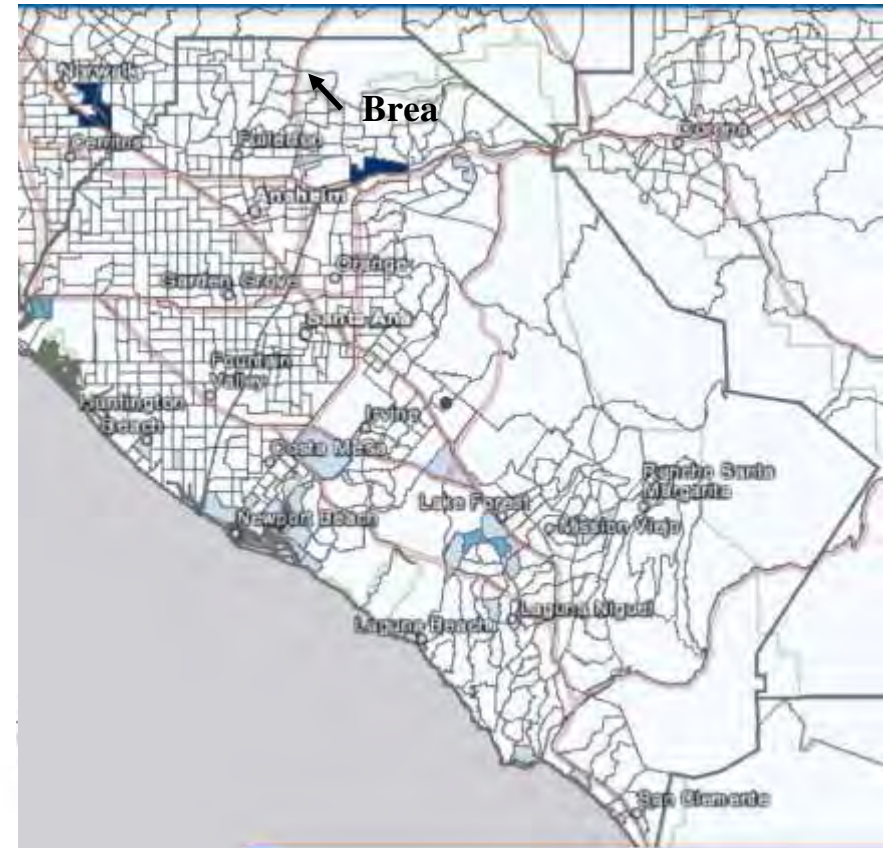 Norwalk
Brea
Cerritos
Fullerton
Corona
Anaheim
Orange
Garden Grove
Santa Ana
Fountain
Valley
Huntington
Beach
Irvine
Costa Mesa
Rancho Santa
Margarita
Lake Forest
Newport Beach
Mission Viejo
Laguna Niguel
Laguna Beach
San Clemente